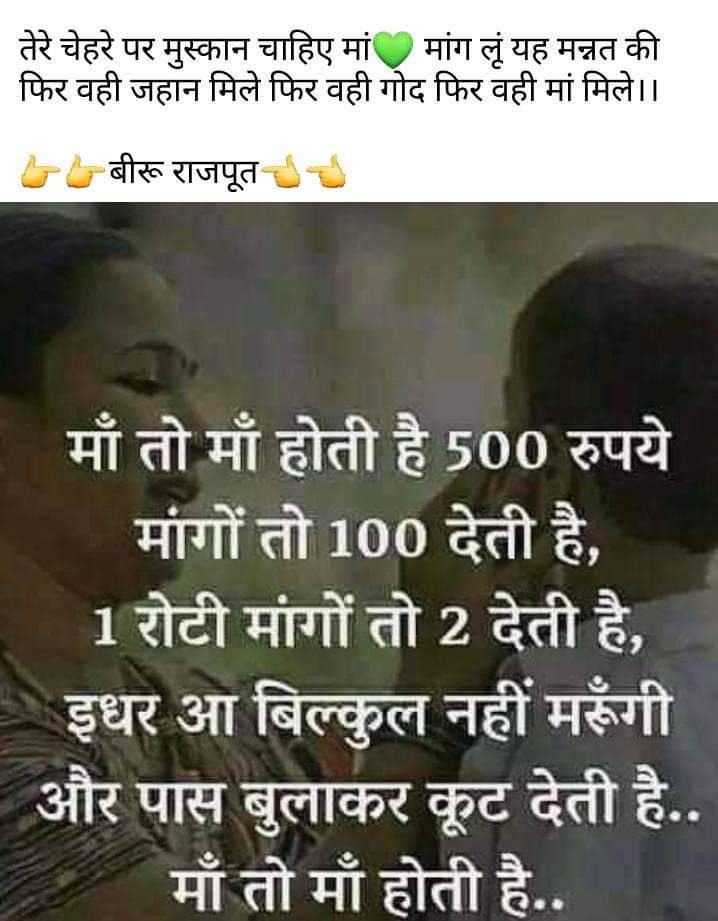 तेरे चेहरे पर मुस्कान चाहिए मां💚 मांग लूं यह मन्नत की
फिर वही जहान मिले फिर वही गोद फिर वही मां मिले।।
👉👉बीरू राजपूत👈👈
माँ तो माँ होती है 500 रुपये
मांगों तो 100 देती है,
1 रोटी मांगों तो 2 देती है,
इधर आ बिल्कुल नहीं मरूँगी
और पास बुलाकर कूट देती है..
माँ तो माँ होती है..